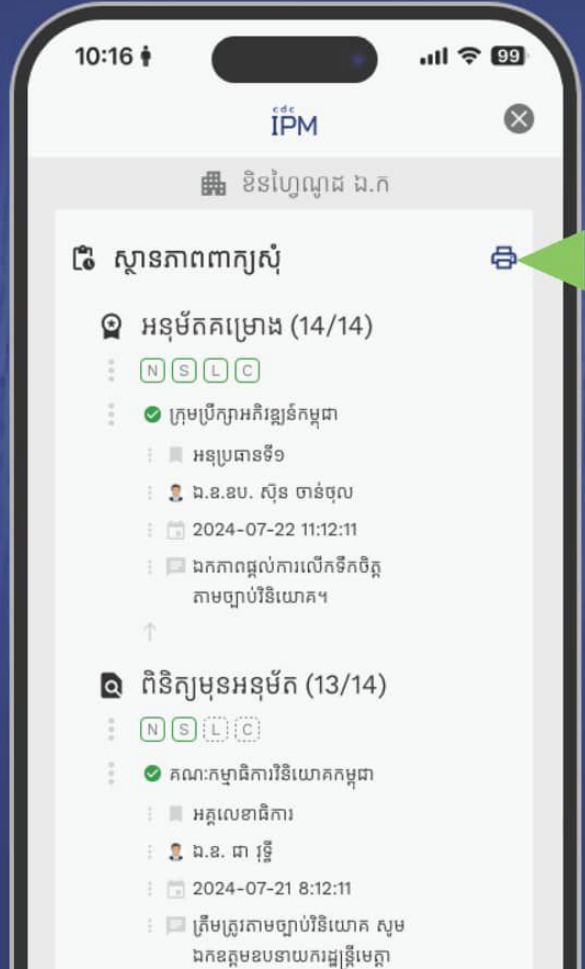 10:16
99
cdc
IPM
ខិនហ្វៃណូដ ឯ.ក
ស្ថានភាពពាក្យសុំ
អនុម័តគម្រោង (14/14)
N S L C
ក្រុមប្រឹក្សាអភិវឌ្ឍន៍កម្ពុជា
អនុប្រធានទី១
ឯ.ឧ.ឧប. ស៊ុន ចាន់ថុល
2024-07-22 11:12:11
ឯកភាពផ្តល់ការលើកទឹកចិត្ត
តាមច្បាប់វិនិយោគ។
ពិនិត្យមុនអនុម័ត (13/14)
N S L C
គណៈកម្មាធិការវិនិយោគកម្ពុជា
អគ្គលេខាធិការ
ឯ.ឧ. ជា វុទ្ធី
2024-07-21 8:12:11
ត្រឹមត្រូវតាមច្បាប់វិនិយោគ សូម
ឯកឧត្តមឧបនាយករដ្ឋន្ត្រីមេត្តា